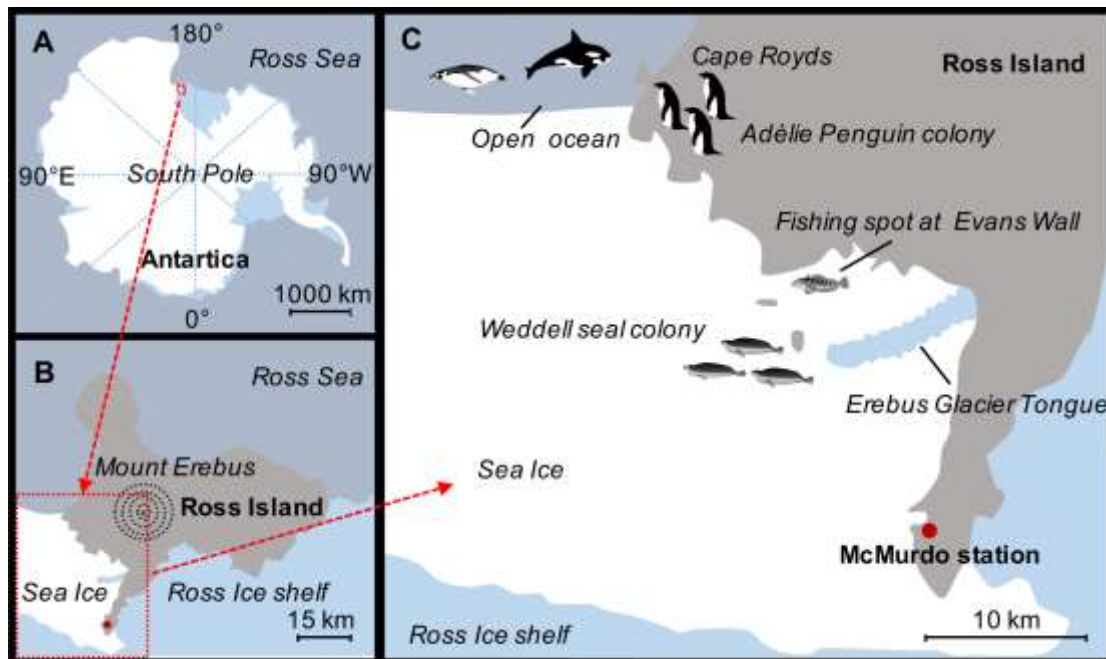 A
180°
Ross Sea
90°E
South Pole
90°W
Antartica
1000 km
0°
B
Ross Sea
Mount Erebus
Ross Island
Sea Ice
Ross Ice shelf
15 km
C
Cape Royds
Ross Island
Open ocean
Adèlie Penguin colony
Fishing spot at Evans Wall
Weddell seal colony
Erebus Glacier Tongue
Sea Ice
McMurdo station
Ross Ice shelf
10 km